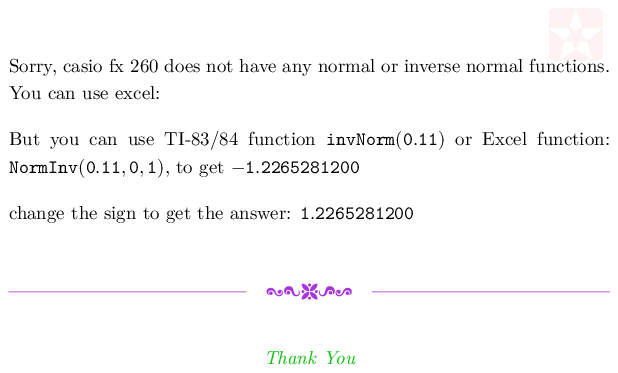 Sorry, casio fx 260 does not have any normal or inverse normal functions.
You can use excel:
But you can use TI-83/84 function invNorm(0.11) or Excel function:
NormInv(0.11, 0, 1), to get −1.2265281200
change the sign to get the answer: 1.2265281200
Thank You